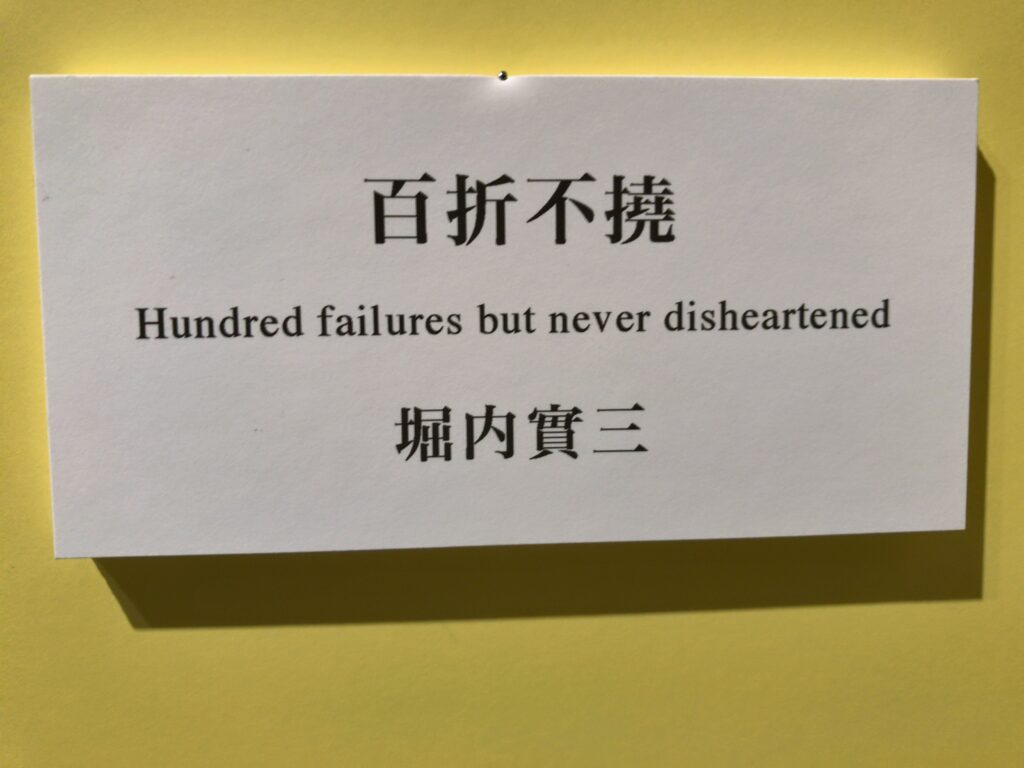 百折不撓
Hundred failures but never disheartened
堀内實三